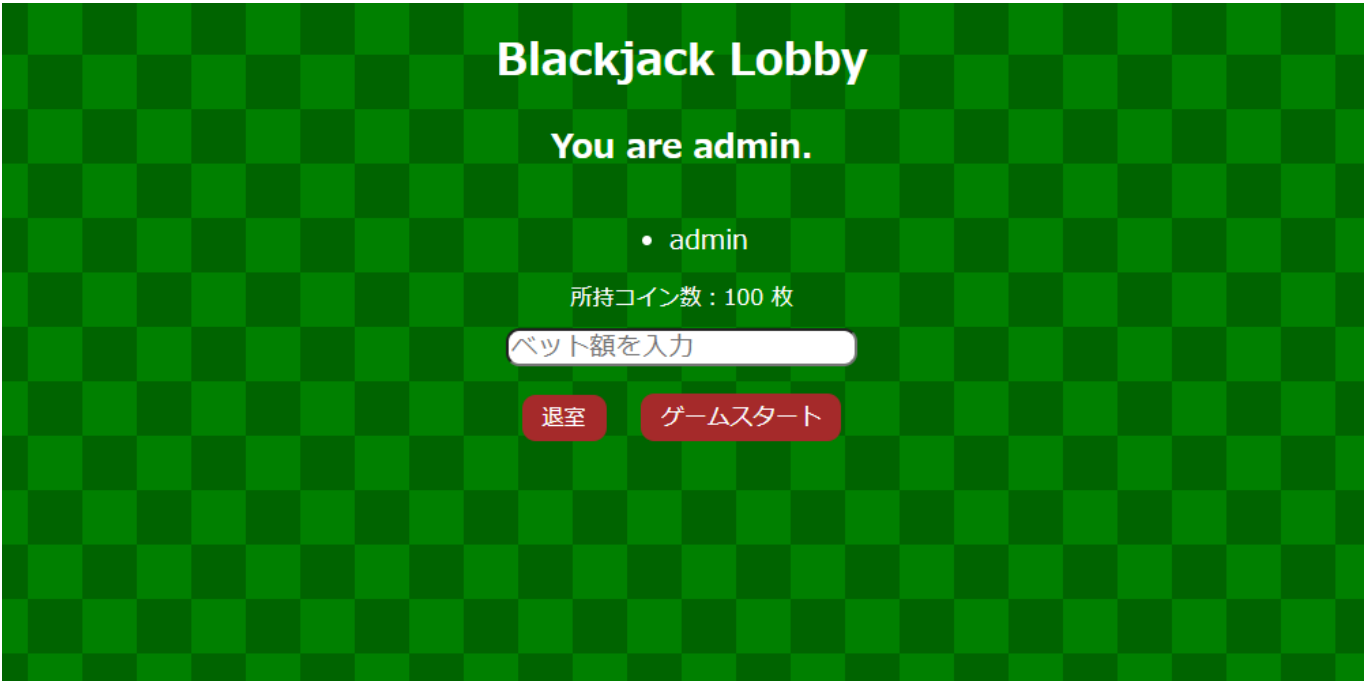 Blackjack Lobby
You are admin.
• admin
所持コイン数 : 100 枚
ベット額を入力
退室 ゲームスタート